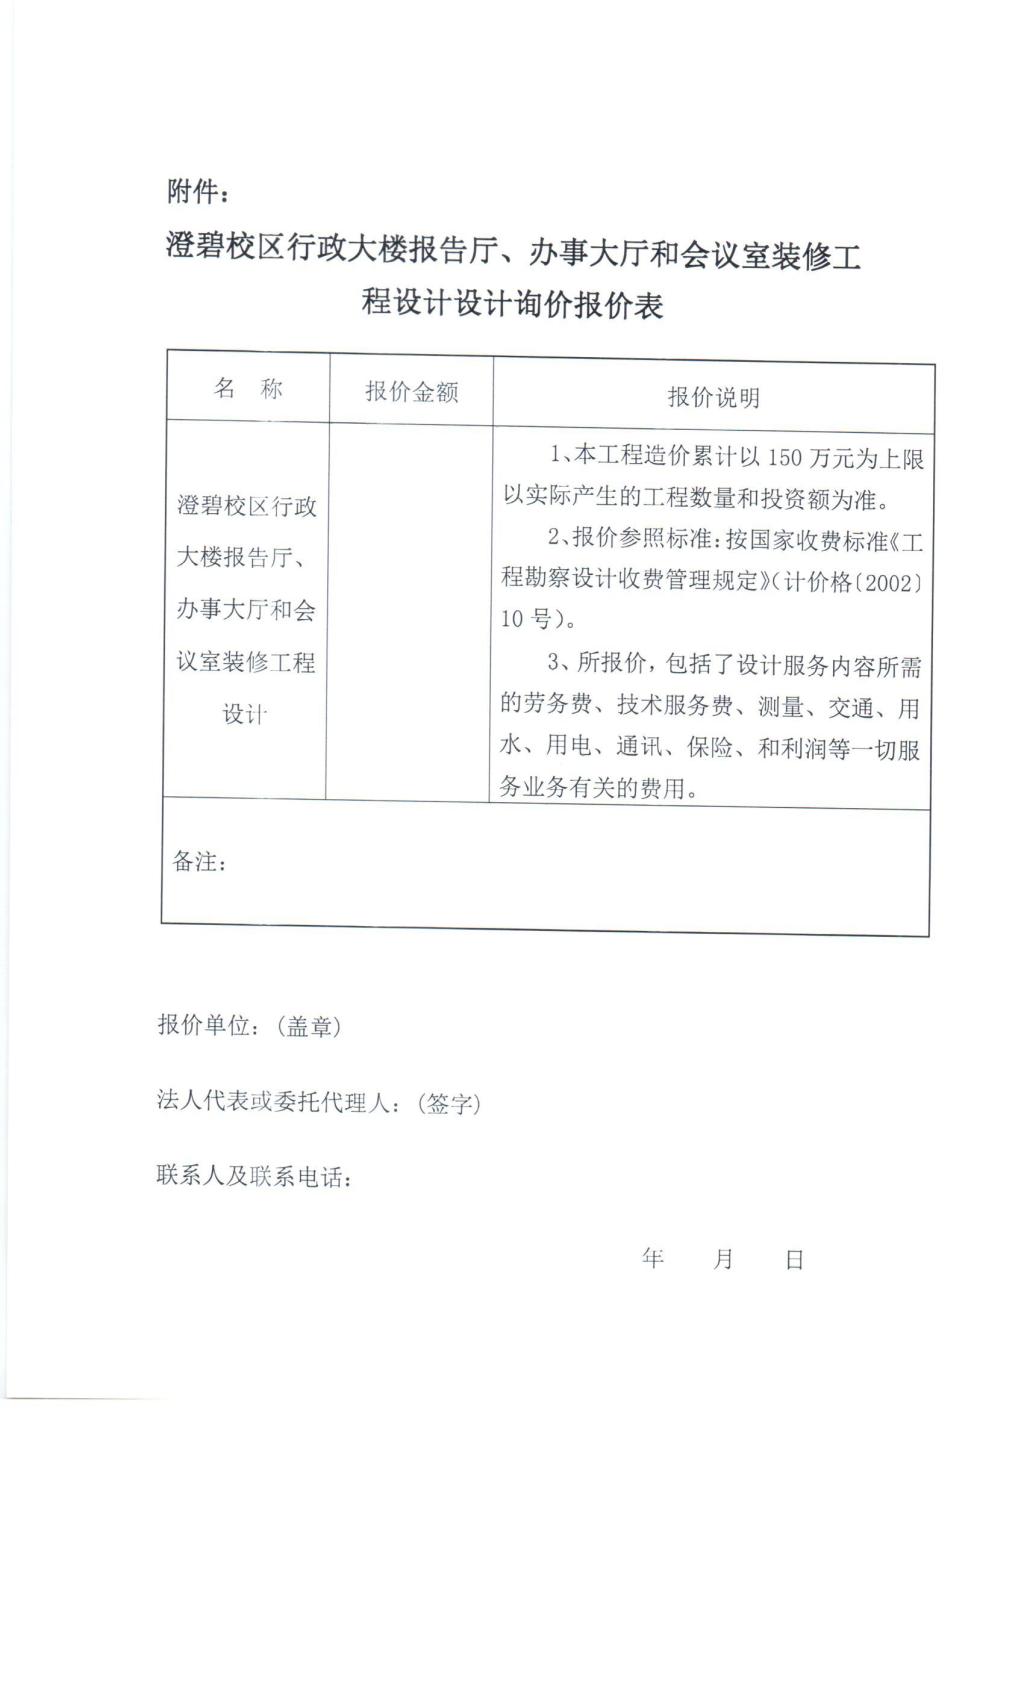 附件：
澄碧校区行政大楼报告厅、办事大厅和会议室装修工
程设计设计询价报价表
名 称
报价金额
报价说明
澄碧校区行政
大楼报告厅、
办事大厅和会
议室装修工程
设计
1、本工程造价累计以 150 万元为上限
以实际产生的工程数量和投资额为准。
2、报价参照标准：按国家收费标准《工
程勘察设计收费管理规定》（计价格〔2002〕
10 号）。
3、所报价，包括了设计服务内容所需
的劳务费、技术服务费、测量、交通、用
水、用电、通讯、保险、和利润等一切服
务业务有关的费用。
备注：
报价单位：（盖章）
法人代表或委托代理人：（签字）
联系人及联系电话：
年 月 日